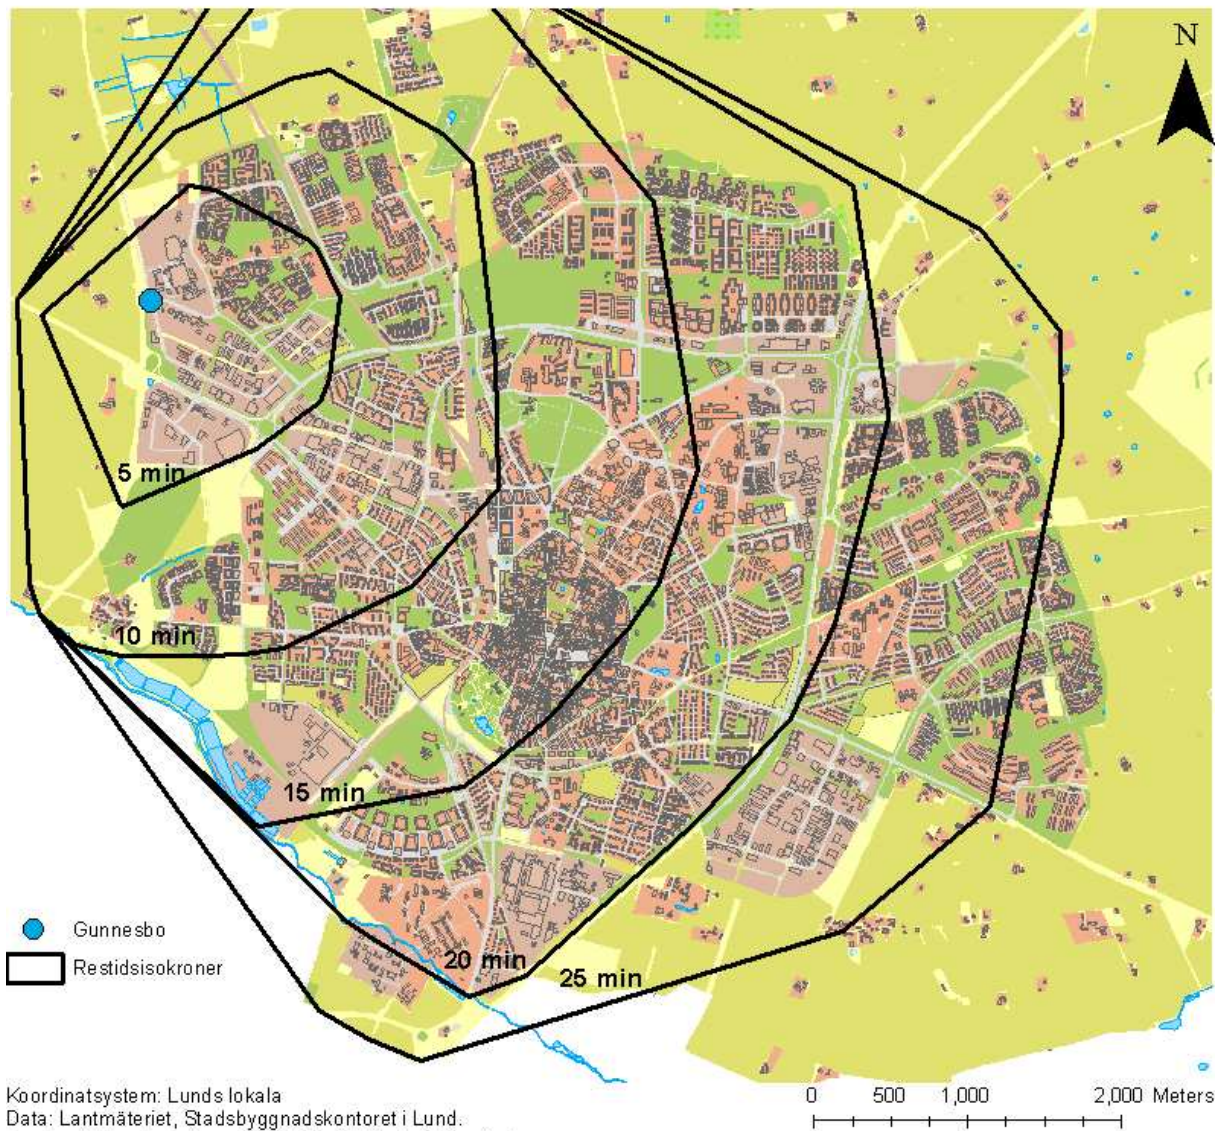 N
5 min
10 min
15 min
20 min
25 min
Gunnesbo
Restidsisokroner
Koordinatsystem: Lunds lokala
Data: Lantmäteriet, Stadsbyggnadskontoret i Lund.
0 500 1,000 2,000 Meters